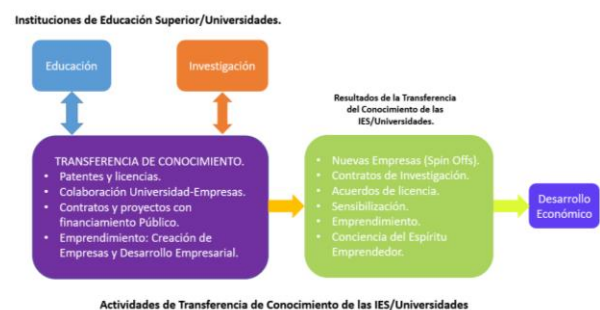 Instituciones de Educación Superior/Universidades.
Educación
Investigación
Resultados de la Transferencia
del Conocimiento de las
IES/Universidades.
TRANSFERENCIA DE CONOCIMIENTO.
• Patentes y licencias.
• Colaboración Universidad-Empresas.
• Contratos y proyectos con
financiamiento Público.
• Emprendimiento: Creación de
Empresas y Desarrollo Empresarial.
• Nuevas Empresas (Spin Offs).
• Contratos de Investigación.
• Acuerdos de licencia.
• Sensibilización.
• Emprendimiento.
• Conciencia del Espíritu
Emprendedor.
Desarrollo
Económico
Actividades de Transferencia de Conocimiento de las IES/Universidades